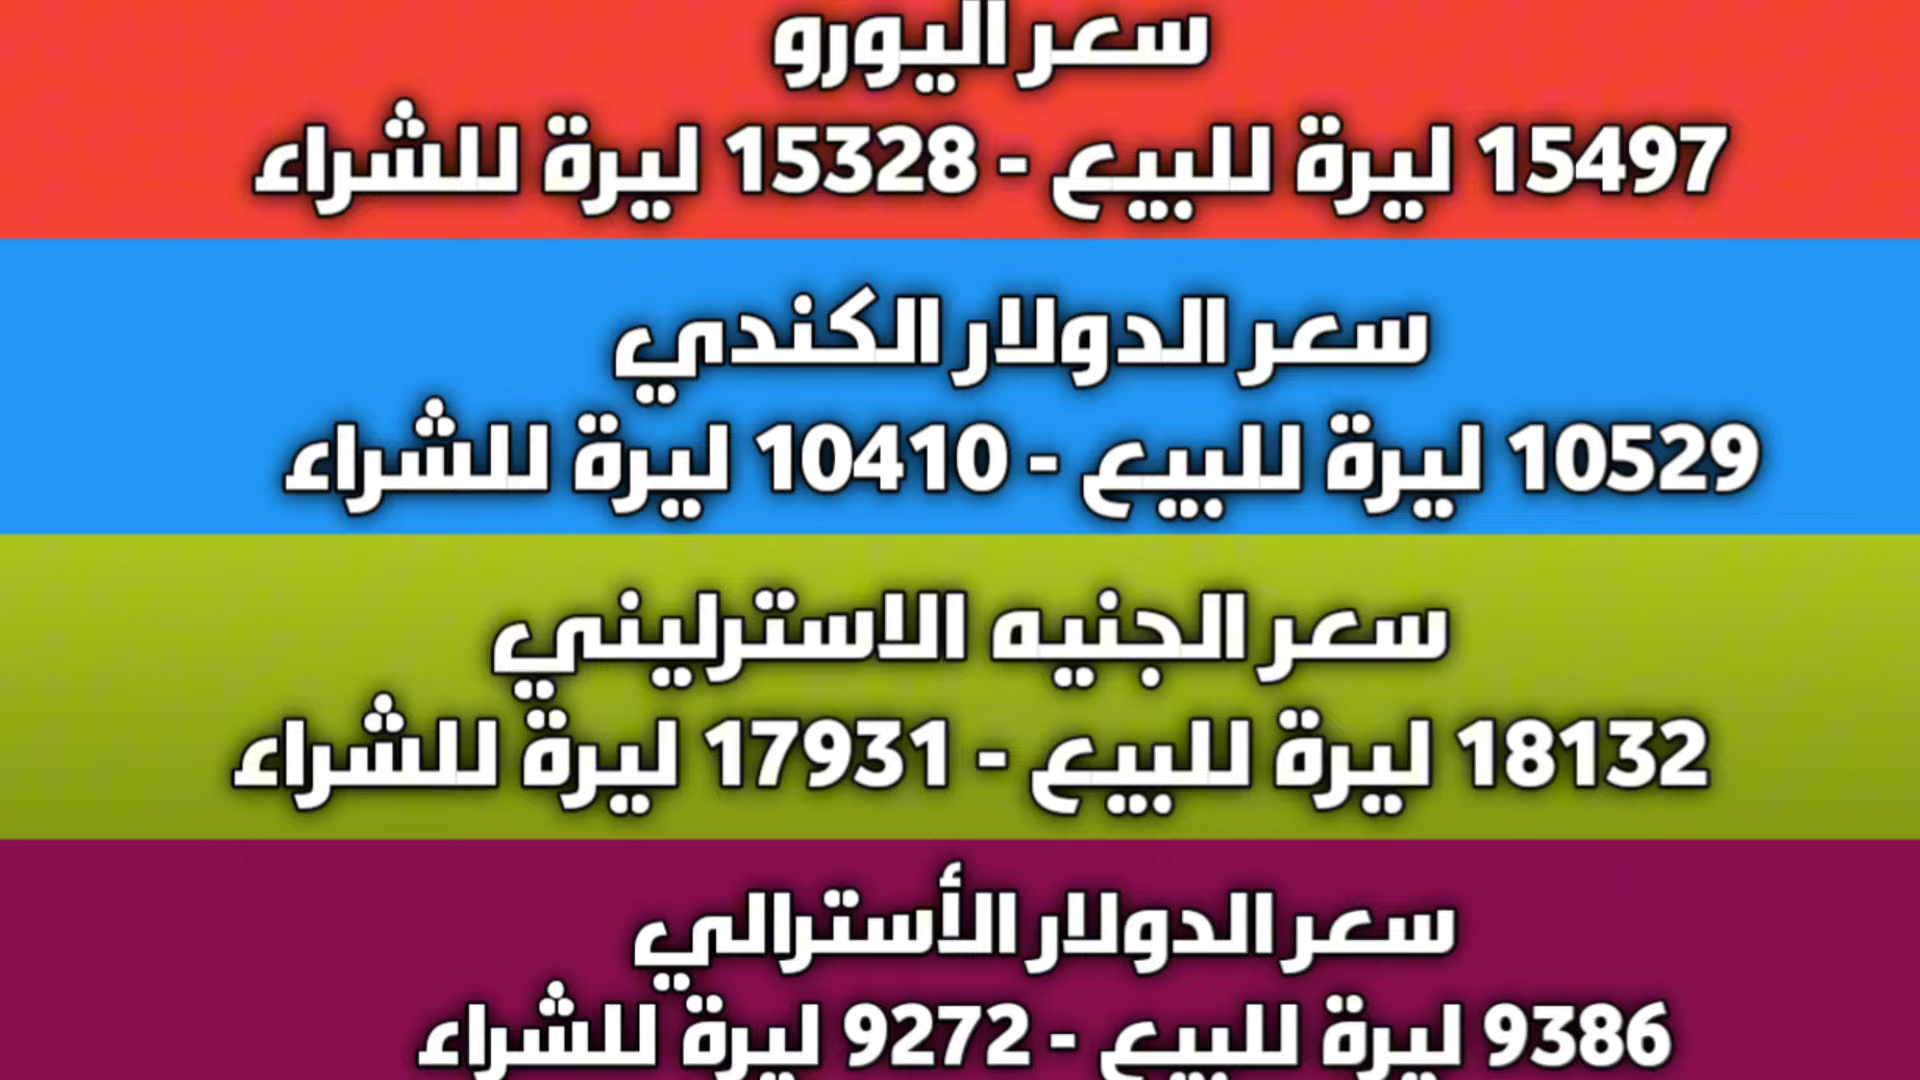 سعر اليورو
15497 ليرة للبيع - 15328 ليرة للشراء
سعر الدولار الكندي
10529 ليرة للبيع - 10410 ليرة للشراء
سعر الجنيه الاسترليني
18132 ليرة للبيع - 17931 ليرة للشراء
سعر الدولار الأسترالي
9386 ليرة للبيع - 9272 ليرة للشراء